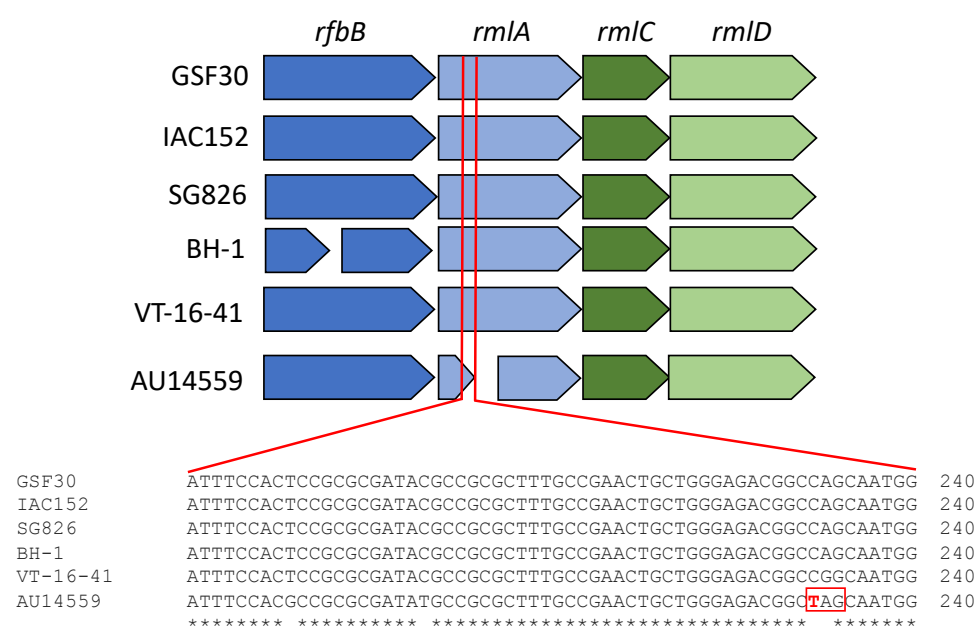 rfbB rmlA rmlC rmlD
GSF30
IAC152
SG826
BH-1
VT-16-41
AU14559
GSF30 ATTTCCACTCCGCGCGATACGCCGCGCTTTGCCGAACTGCTGGGAGACGGCCAGCAATGG 240
IAC152 ATTTCCACTCCGCGCGATACGCCGCGCTTTGCCGAACTGCTGGGAGACGGCCAGCAATGG 240
SG826 ATTTCCACTCCGCGCGATACGCCGCGCTTTGCCGAACTGCTGGGAGACGGCCAGCAATGG 240
BH-1 ATTTCCACTCCGCGCGATACGCCGCGCTTTGCCGAACTGCTGGGAGACGGCCAGCAATGG 240
VT-16-41 ATTTCCACTCCGCGCGATACGCCGCGCTTTGCCGAACTGCTGGGAGACGGCCGGCAATGG 240
AU14559 ATTTCCACGCCGCGCGATATGCCGCGCTTTGCCGAACTGCTGGGAGACGGCTAGCAATGG 240
******** ********** *******************************  *******